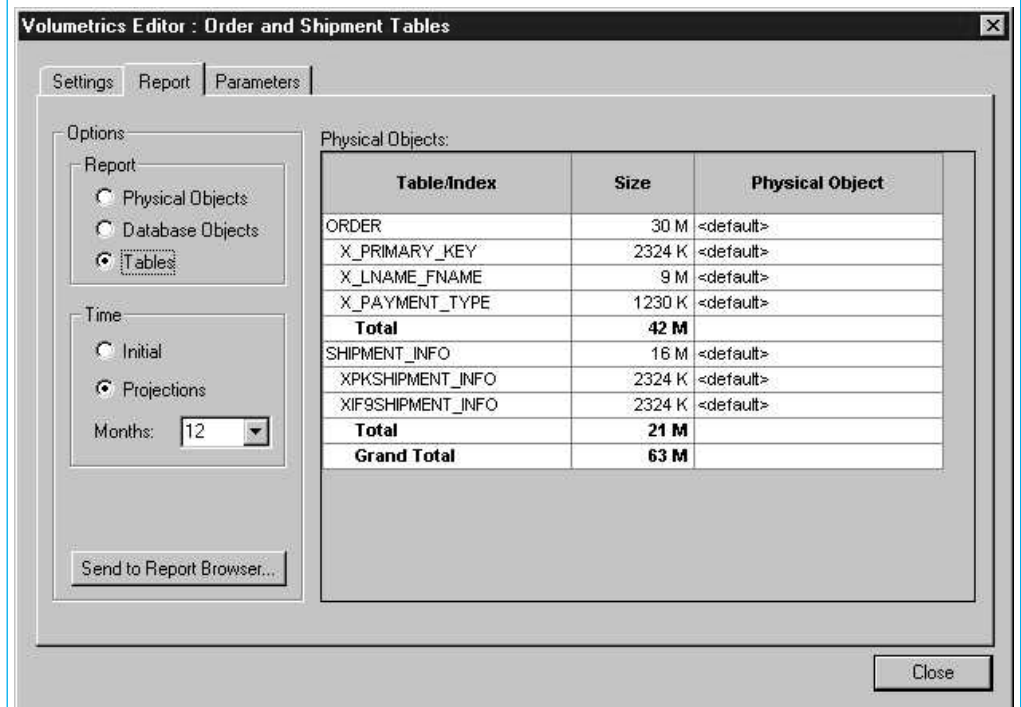 Volumetrics Editor : Order and Shipment Tables
Settings Report Parameters
Options
Report
Physical Objects
Database Objects
Tables
Time
Initial
Projections
Months: 12
Send to Report Browser...
Physical Objects:
Table/Index Size Physical Object
ORDER 30 M <default>
X_PRIMARY_KEY 2324 K <default>
X_LNAME_FNAME 9 M <default>
X_PAYMENT_TYPE 1230 K <default>
Total 42 M
SHIPMENT_INFO 16 M <default>
XPKSHIPMENT_INFO 2324 K <default>
XIF9SHIPMENT_INFO 2324 K <default>
Total 21 M
Grand Total 63 M
Close